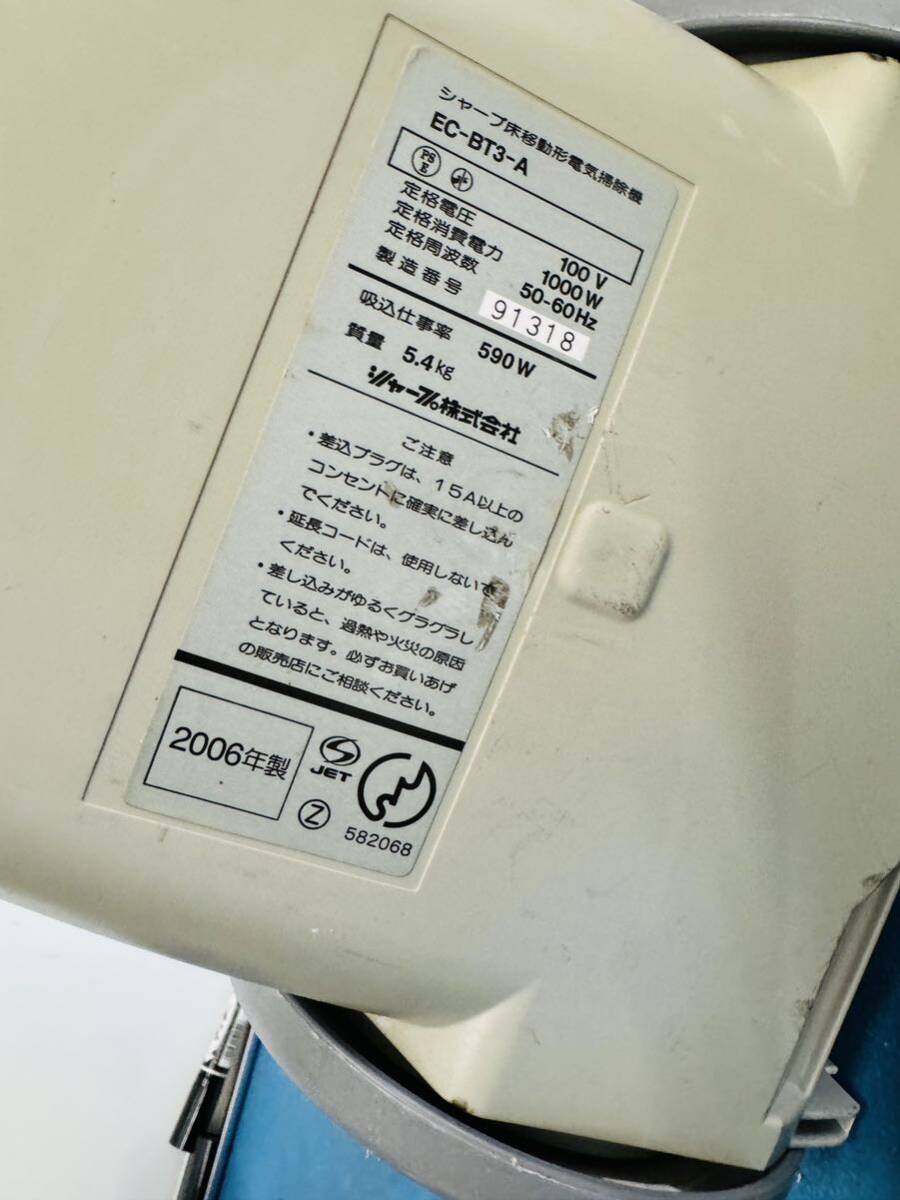 シャープ床移動形電気掃除機
EC-BT3-A
PS
E
定格電圧 100 V
定格消費電力 1000 W
定格周波数 50-60 Hz
製造番号 91318
吸込仕事率 590 W
質量 5.4 kg
シャープ株式会社
ご注意
・差込プラグは、15A以上の
コンセントに確実に差し込ん
でください。
・延長コードは、使用しないで
ください。
・差し込みがゆるくグラグラし
ていると、過熱や火災の原因
となります。必ずお買いあげ
の販売店にご相談ください。
2006年製
JET
Z
582068